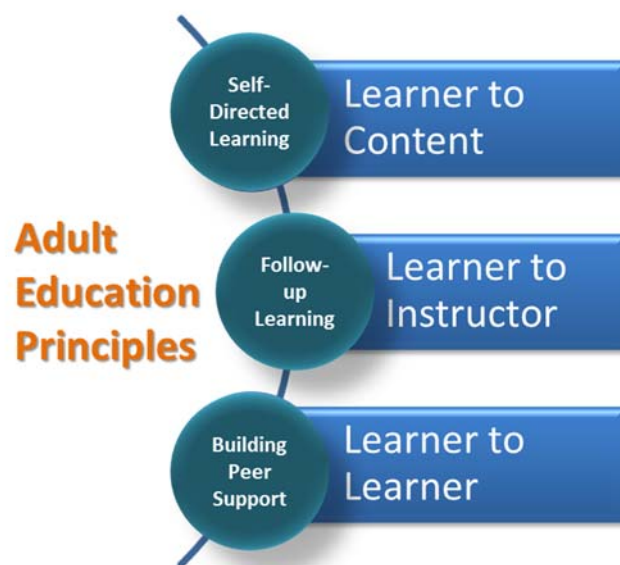 Self-
Directed
Learning
Learner to
Content
Adult
Education
Principles
Follow-
up
Learning
Learner to
Instructor
Building
Peer
Support
Learner to
Learner